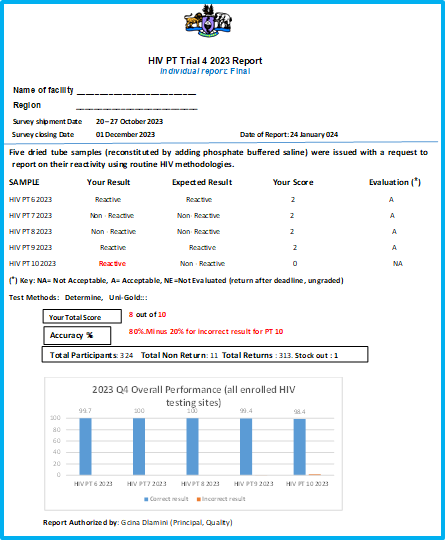 HIV PT Trial 4 2023 Report
Individual report: Final
Name of facility ________________________
Region ________________________
Survey shipment Date 20 – 27 October 2023
Survey closing Date 01 December 2023 Date of Report: 24 January 024
Five dried tube samples (reconstituted by adding phosphate buffered saline) were issued with a request to
report on their reactivity using routine HIV methodologies.
SAMPLE Your Result Expected Result Your Score Evaluation (*)
HIV PT 6 2023 Reactive Reactive 2 A
HIV PT 7 2023 Non - Reactive Non - Reactive 2 A
HIV PT 8 2023 Non - Reactive Non - Reactive 2 A
HIV PT 9 2023 Reactive Reactive 2 A
HIV PT 10 2023 Reactive Non - Reactive 0 NA
(*) Key: NA= Not Acceptable, A= Acceptable, NE=Not Evaluated (return after deadline, ungraded)
Test Methods: Determine, Uni-Gold:::
Your Total Score 8 out of 10
Accuracy % 80%. Minus 20% for incorrect result for PT 10
Total Participants: 324 Total Non Return: 11 Total Returns : 313. Stock out : 1
2023 Q4 Overall Performance (all enrolled HIV
testing sites)
99.7 100 100 99.4 98.4
100
80
60
40
20
0
HIV PT 6 2023 HIV PT 7 2023 HIV PT 8 2023 HIV PT 9 2023 HIV PT 10 2023
Correct result Incorrect result
Report Authorized by: Gcina Dlamini (Principal, Quality)